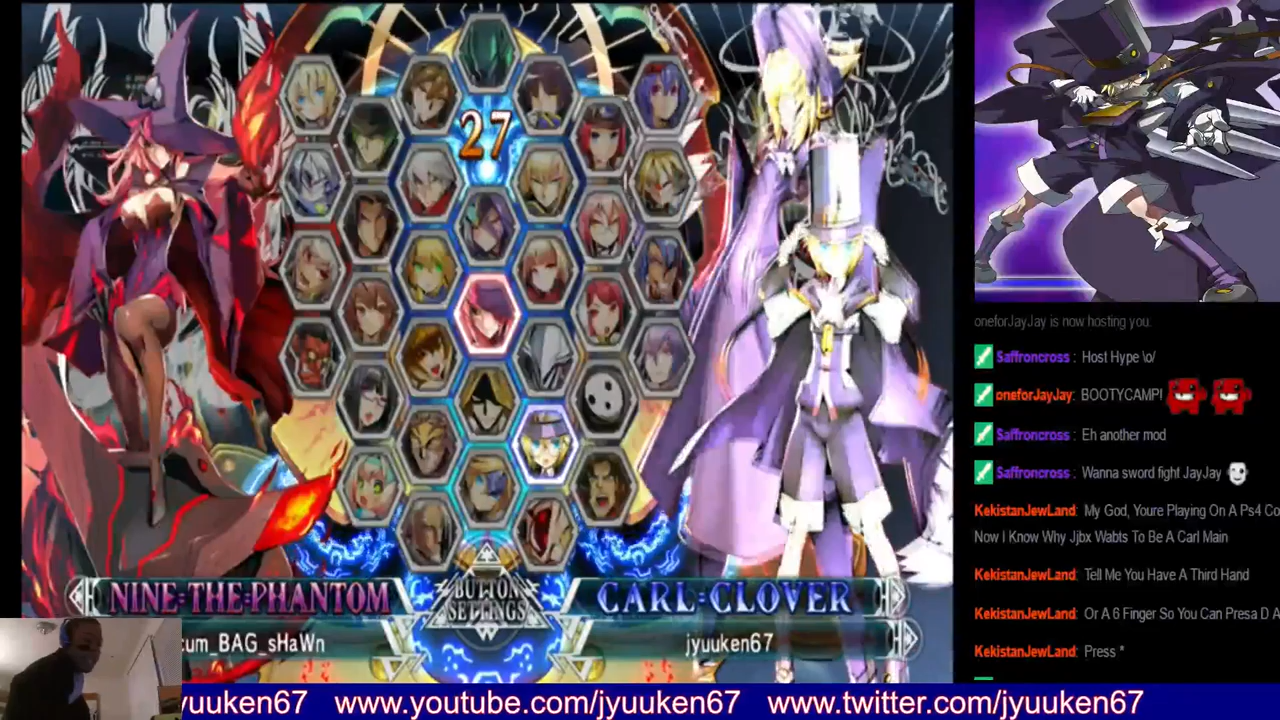 27
NINE=THE=PHANTOM
BUTTON
SETTINGS
CARL=CLOVER
cum_BAG_sHaWn
jyuuken67
oneforJayJay is now hosting you.
Saffroncross : Host Hype \o/
oneforJayJay: BOOTYCAMP!
Saffroncross : Eh another mod
Saffroncross : Wanna sword fight JayJay
KekistanJewLand: My God, Youre Playing On A Ps4 Co
Now I Know Why Jjbx Wabts To Be A Carl Main
KekistanJewLand: Tell Me You Have A Third Hand
KekistanJewLand: Or A 6 Finger So You Can Presa D A
KekistanJewLand: Press *
yuuken67 www.youtube.com/jyuuken67 www.twitter.com/jyuuken67